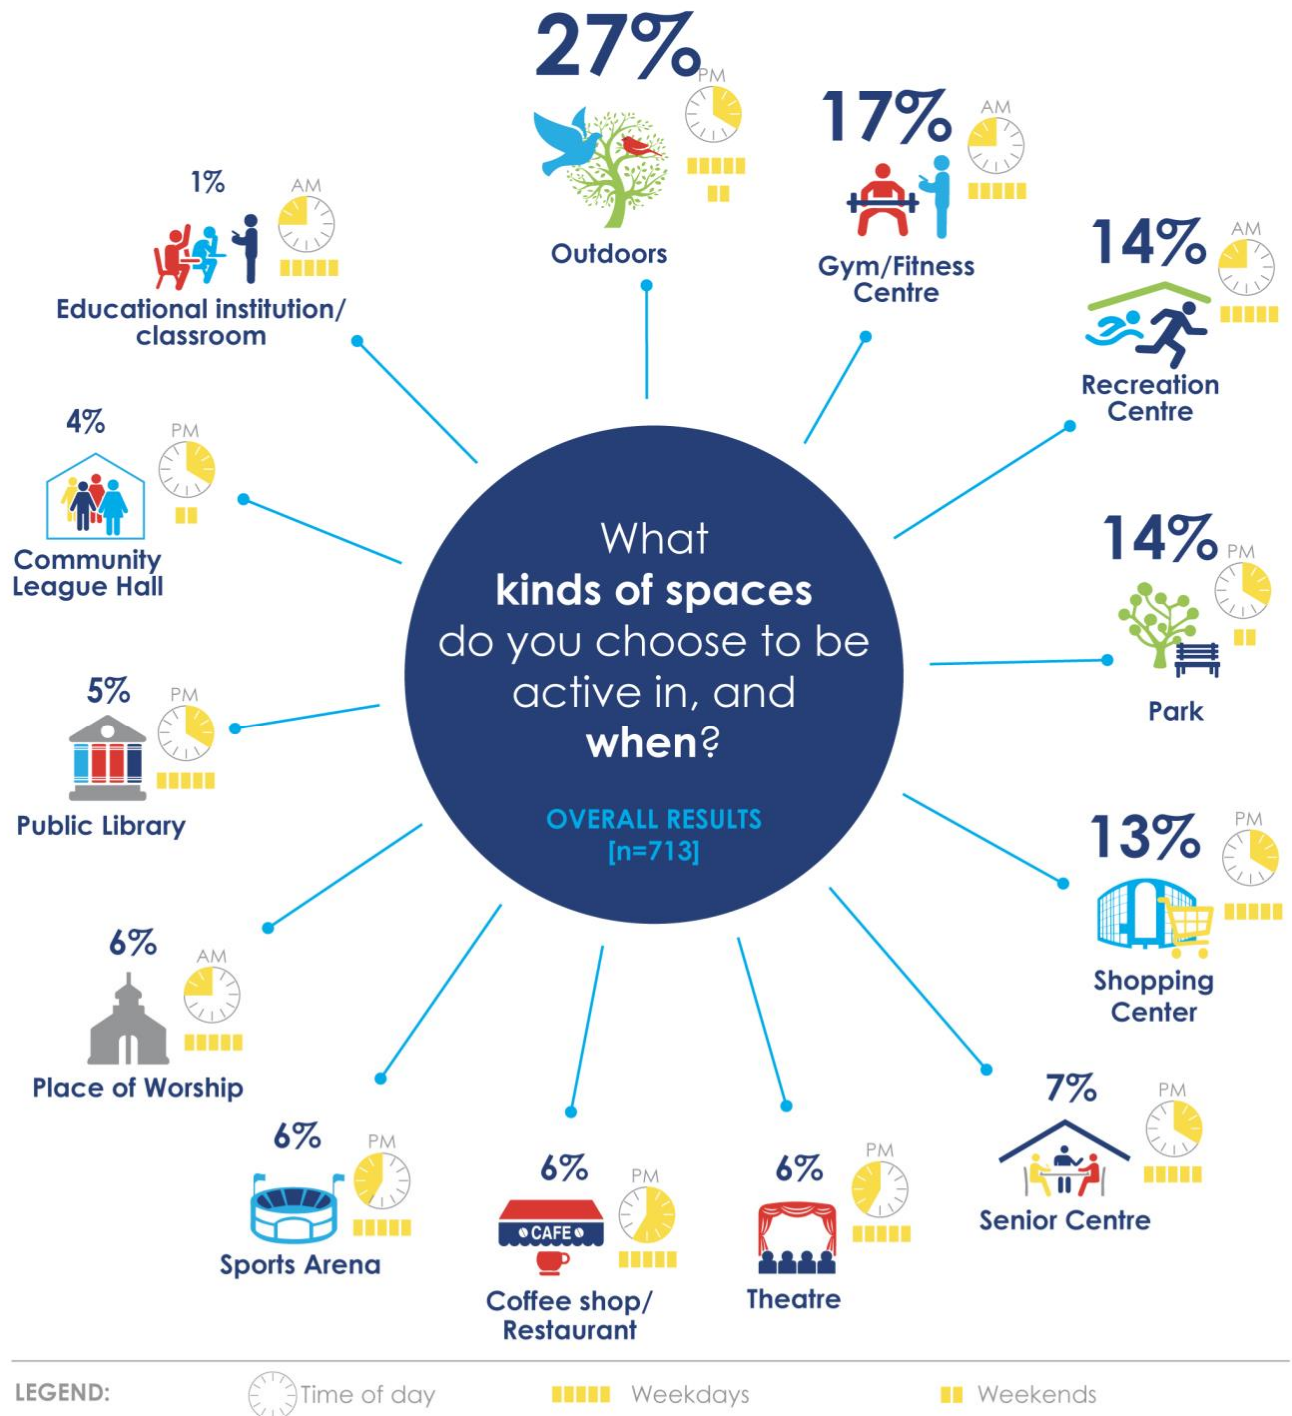 27%
PM
Outdoors
17%
AM
Gym/Fitness
Centre
14%
AM
Recreation
Centre
14%
PM
Park
13%
PM
Shopping
Center
7%
PM
Senior Centre
6%
PM
Theatre
6%
PM
CAFE
Coffee shop/
Restaurant
6%
PM
Sports Arena
6%
AM
Place of Worship
5%
PM
Public Library
4%
PM
Community
League Hall
1%
AM
Educational institution/
classroom
What
kinds of spaces
do you choose to be
active in, and
when?
OVERALL RESULTS
[n=713]
LEGEND:
Time of day
Weekdays
Weekends